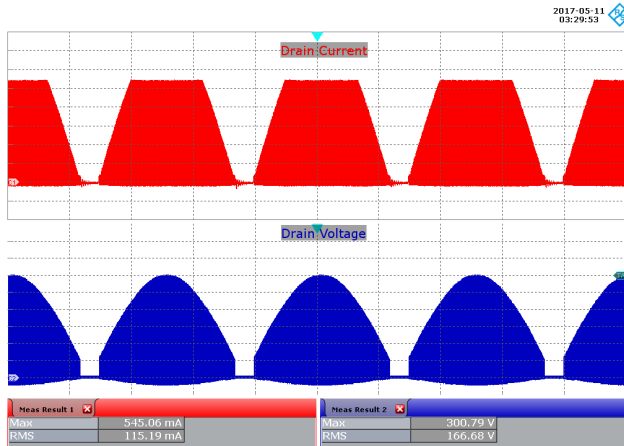 2017-05-11
03:29:53
Drain Current
Drain Voltage
Meas Result 1
Meas Result 2
Max 545.06 mA
RMS 115.19 mA
Max 300.79 V
RMS 166.68 V